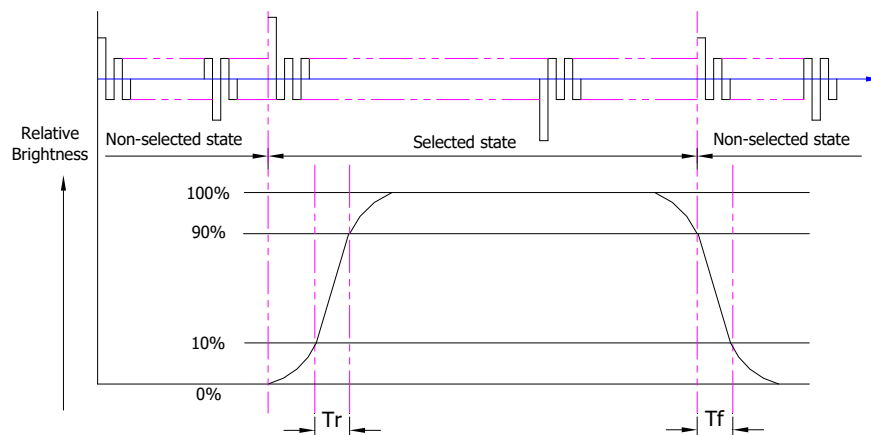 Relative
Brightness
Non-selected state
Selected state
Non-selected state
100%
90%
10%
0%
Tr
Tf